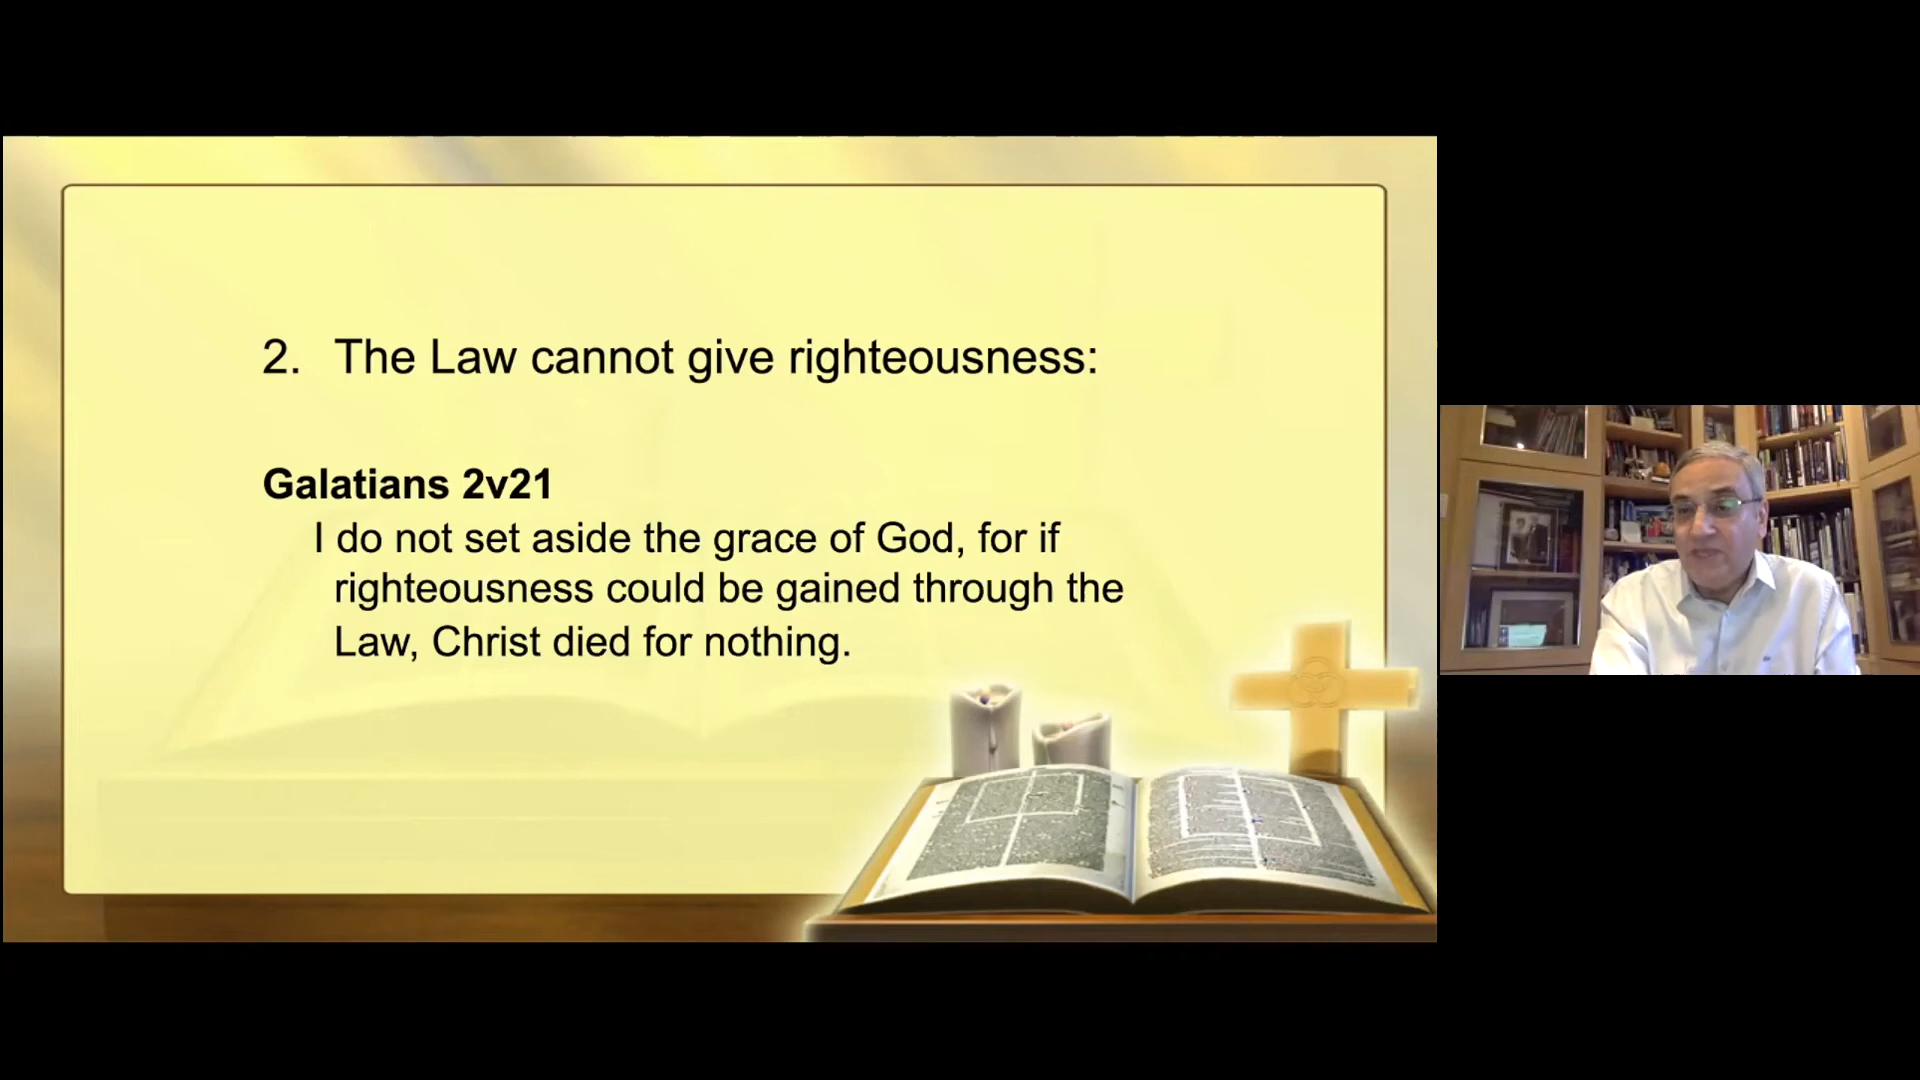 2. The Law cannot give righteousness:
Galatians 2v21
I do not set aside the grace of God, for if
righteousness could be gained through the
Law, Christ died for nothing.